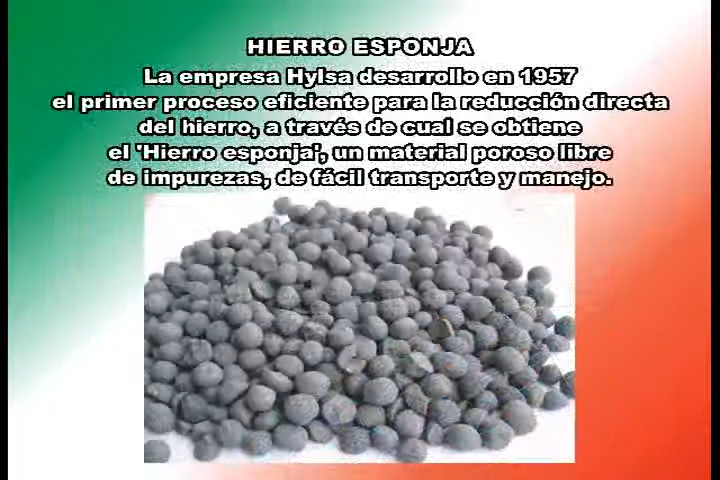 HIERRO ESPONJA
La empresa Hylsa desarrollo en 1957
el primer proceso eficiente para la reducción directa
del hierro, a través de cual se obtiene
el 'Hierro esponja', un material poroso libre
de impurezas, de fácil transporte y manejo.